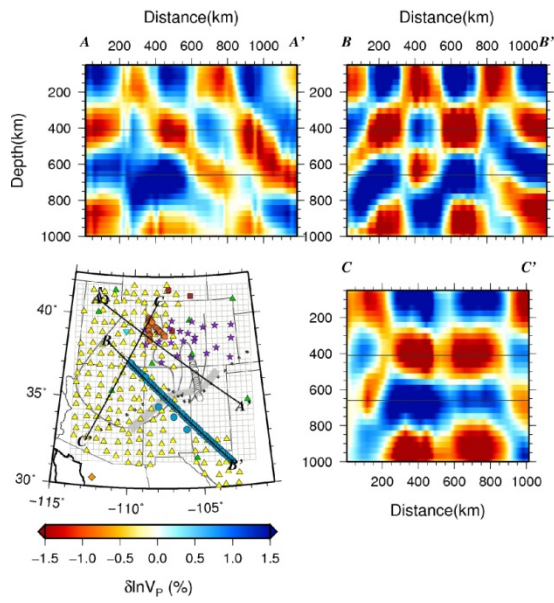 Distance(km)
A 200 400 600 800 1000 A'
Depth(km)
200
400
600
800
1000
Distance(km)
B 200 400 600 800 1000 B'
200
400
600
800
1000
40°
35°
30°
−115°
−110°
−105°
A
C
B
A'
C'
B'
−1.5 −1.0 −0.5 0.0 0.5 1.0 1.5
δlnV_P (%)
C C'
200
400
600
800
1000
200 400 600 800 1000
Distance(km)